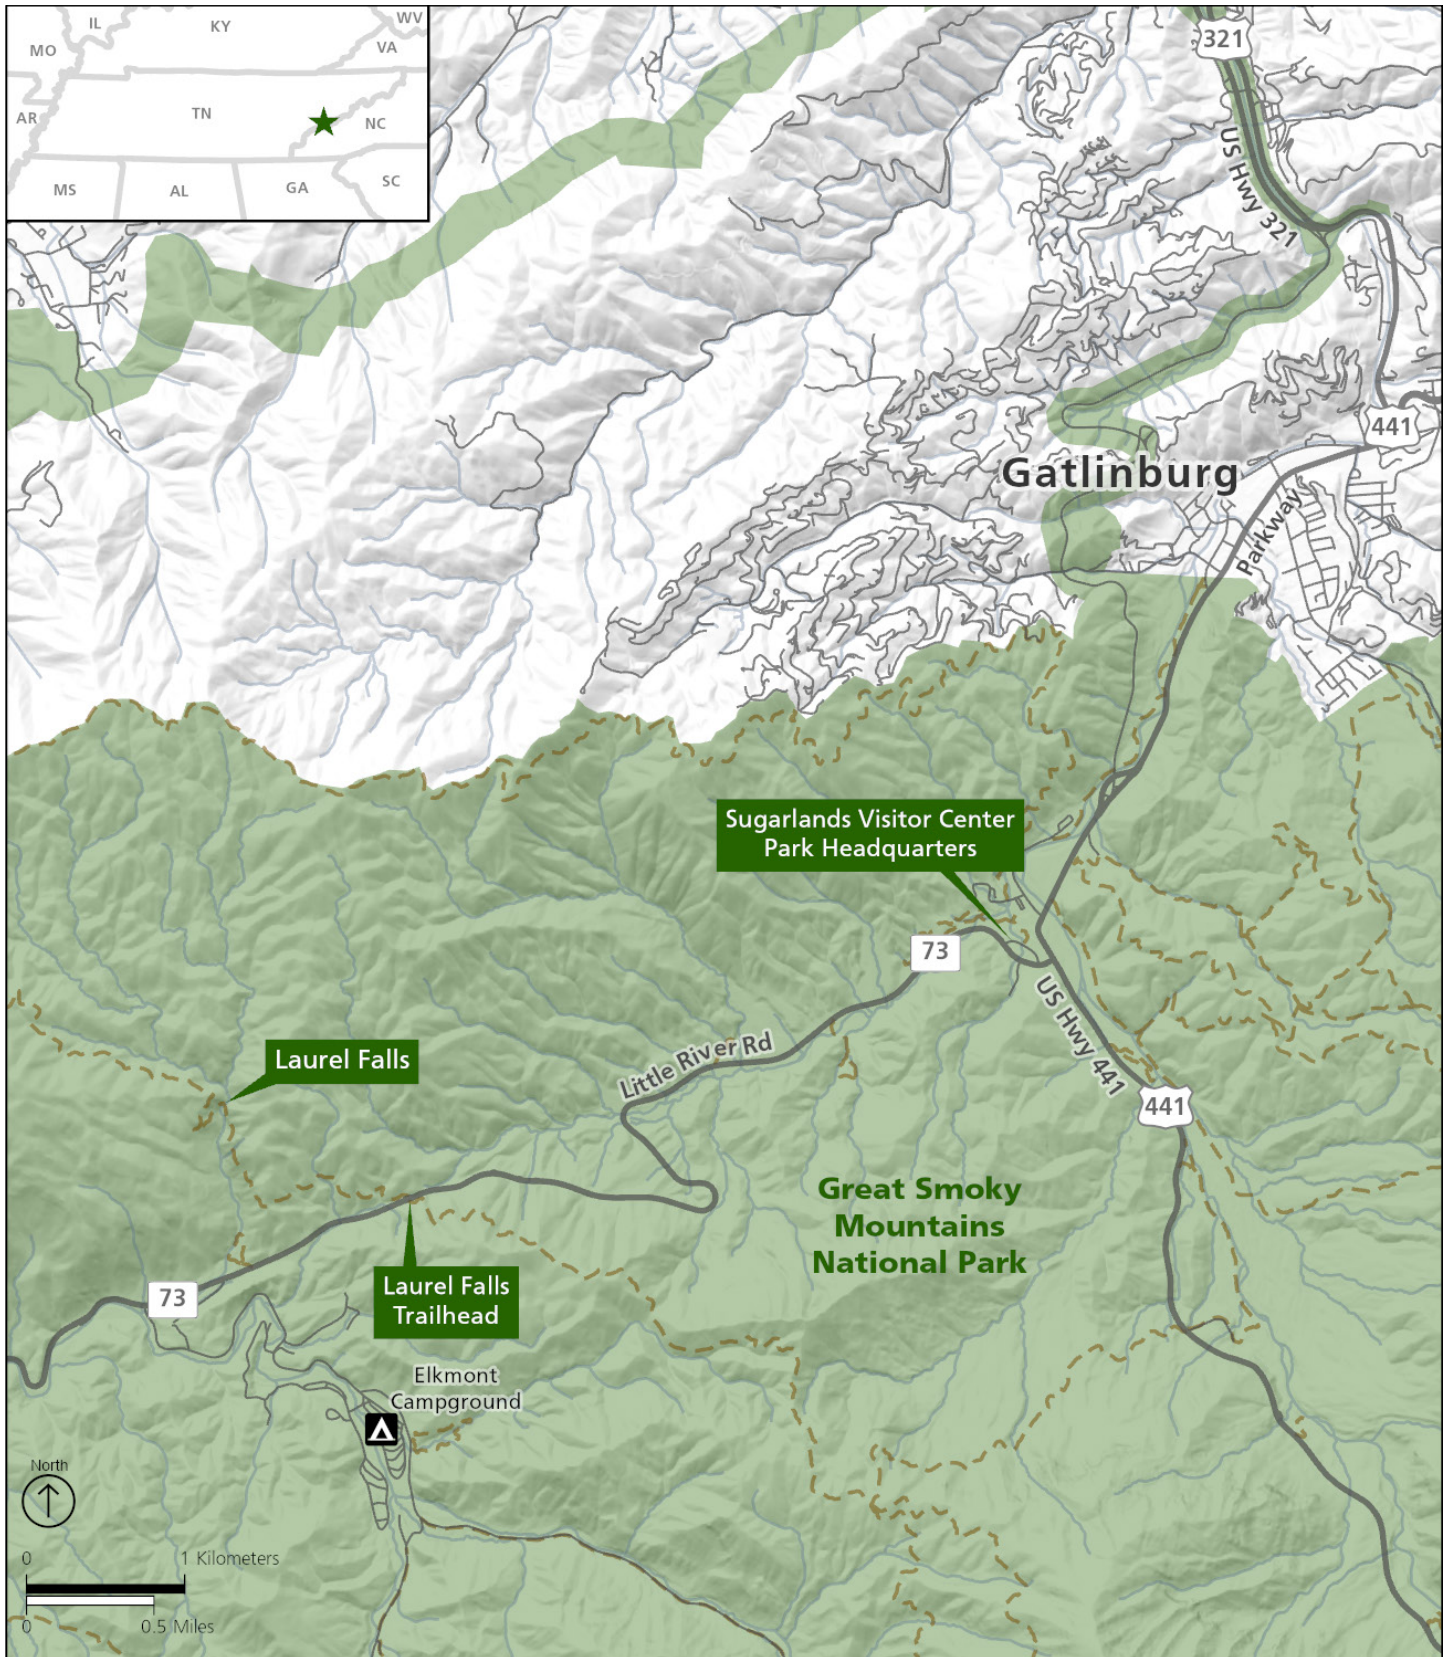 IL
KY
WV
MO
VA
TN
AR
NC
MS
AL
GA
SC
321
US Hwy 321
441
Gatlinburg
Parkway
Sugarlands Visitor Center
Park Headquarters
73
US Hwy 441
Laurel Falls
Little River Rd
441
Great Smoky
Mountains
National Park
Laurel Falls
Trailhead
73
Elkmont
Campground
North
0
1 Kilometers
0
0.5 Miles